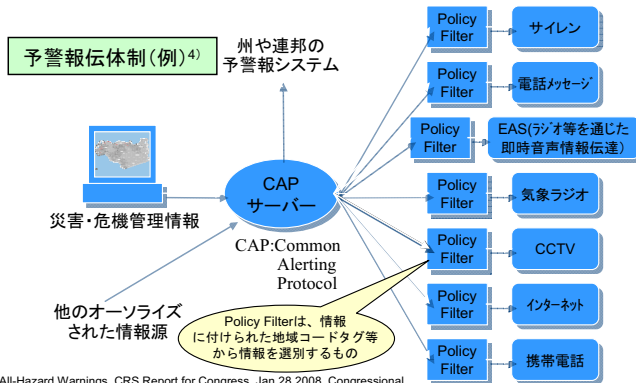 予警報伝体制(例)4)
州や連邦の
予警報システム
災害・危機管理情報
他のオーソライズ
された情報源
CAP
サーバー
CAP:Common
Alerting
Protocol
Policy Filterは、情報
に付けられた地域コードタグ等
から情報を選別するもの
Policy
Filter
サイレン
Policy
Filter
電話メッセージ
Policy
Filter
EAS(ラジオ等を通じた
即時音声情報伝達)
Policy
Filter
気象ラジオ
Policy
Filter
CCTV
Policy
Filter
インターネット
Policy
Filter
携帯電話
All-Hazard Warnings, CRS Report for Congress, Jan 28 2008, Congressional